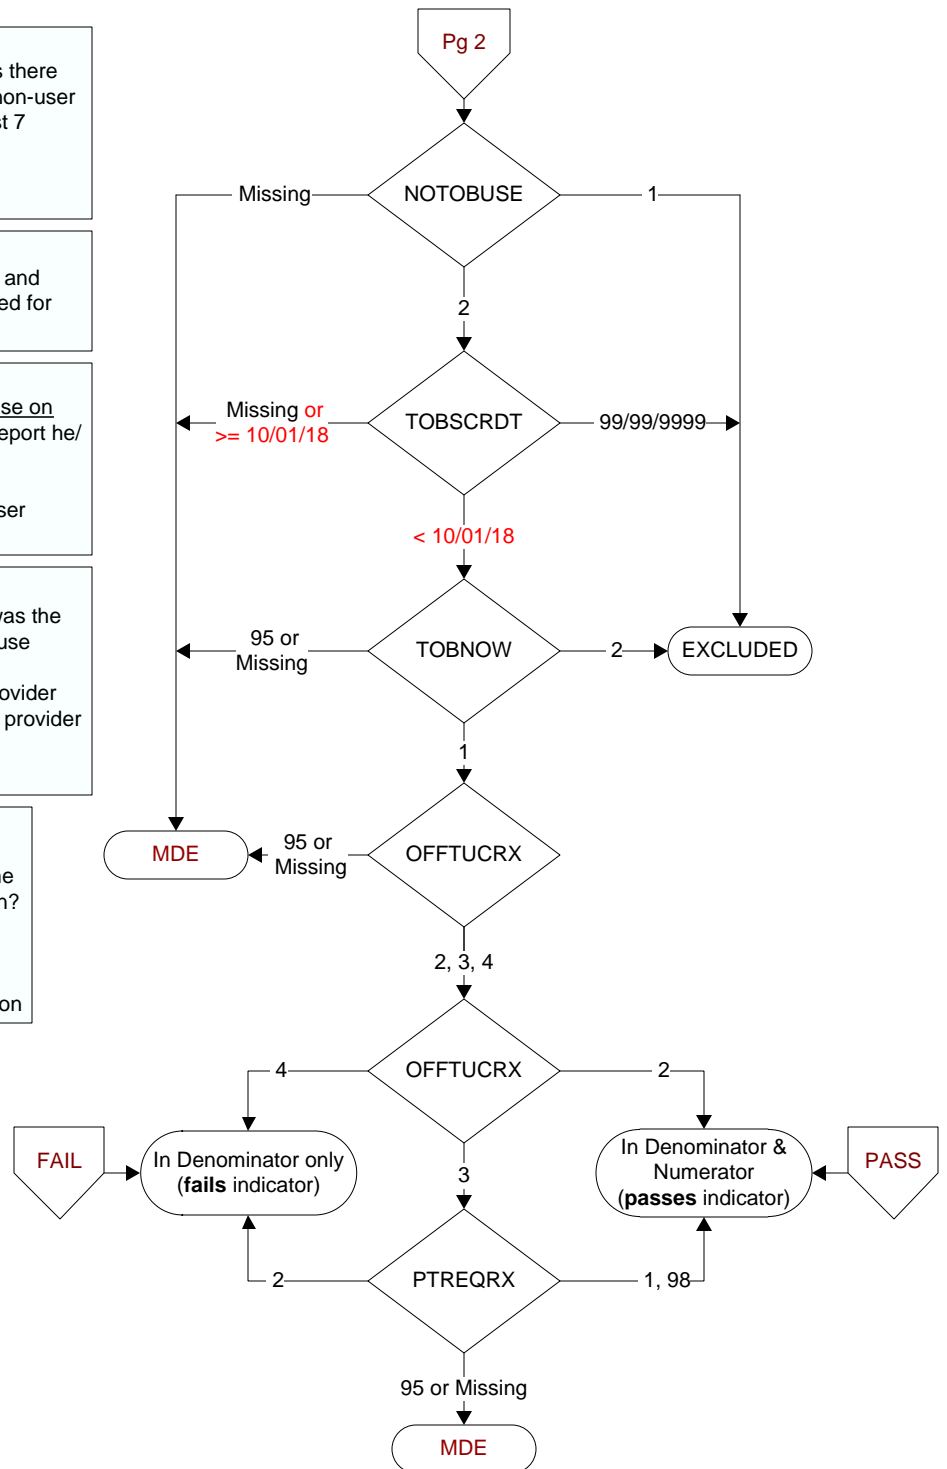 Pg 2
s there
non-user
st 7
NOTOBUSE
Missing
1
2
and
ed for
TOBSCRDT
Missing or
>= 10/01/18
99/99/9999
< 10/01/18
se on
eport he/
ser
TOBNOW
95 or
Missing
2
EXCLUDED
1
was the
use
ovider
provider
OFFTUCRX
95 or
Missing
MDE
2, 3, 4
ne
n?
on
OFFTUCRX
4
2
3
FAIL
In Denominator only
(fails indicator)
In Denominator &
Numerator
(passes indicator)
PASS
PTREQRX
2
1, 98
95 or Missing
MDE